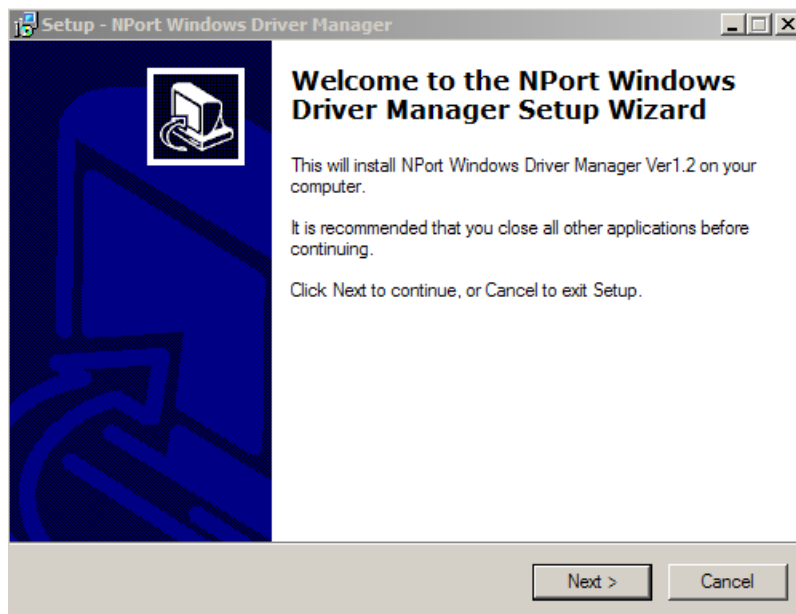 Setup - NPort Windows Driver Manager
Welcome to the NPort Windows
Driver Manager Setup Wizard
This will install NPort Windows Driver Manager Ver1.2 on your
computer.
It is recommended that you close all other applications before
continuing.
Click Next to continue, or Cancel to exit Setup.
Next >
Cancel